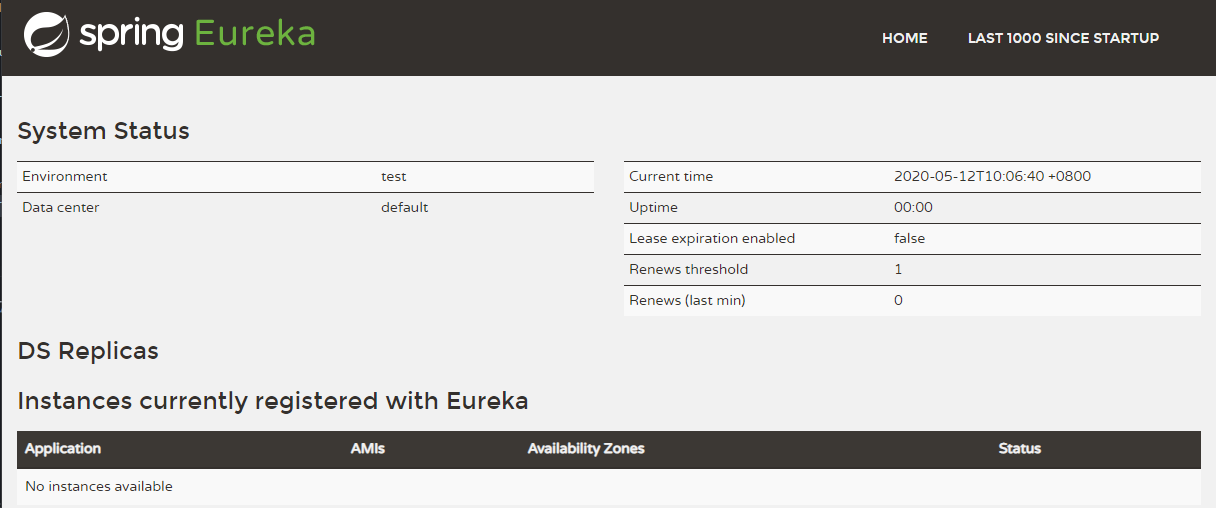 spring Eureka
HOME LAST 1000 SINCE STARTUP
System Status
Environment test
Data center default
Current time 2020-05-12T10:06:40 +0800
Uptime 00:00
Lease expiration enabled false
Renews threshold 1
Renews (last min) 0
DS Replicas
Instances currently registered with Eureka
Application AMIs Availability Zones Status
No instances available